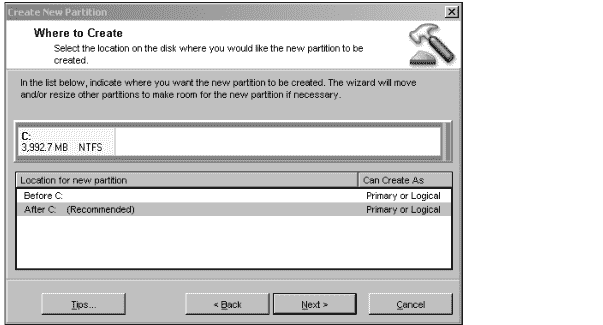 Create New Partition
Where to Create
Select the location on the disk where you would like the new partition to be
created.
In the list below, indicate where you want the new partition to be created. The wizard will move
and/or resize other partitions to make room for the new partition if necessary.
C:
3,992.7 MB NTFS
Location for new partition Can Create As
Before C: Primary or Logical
After C: (Recommended) Primary or Logical
Tips... < Back Next > Cancel